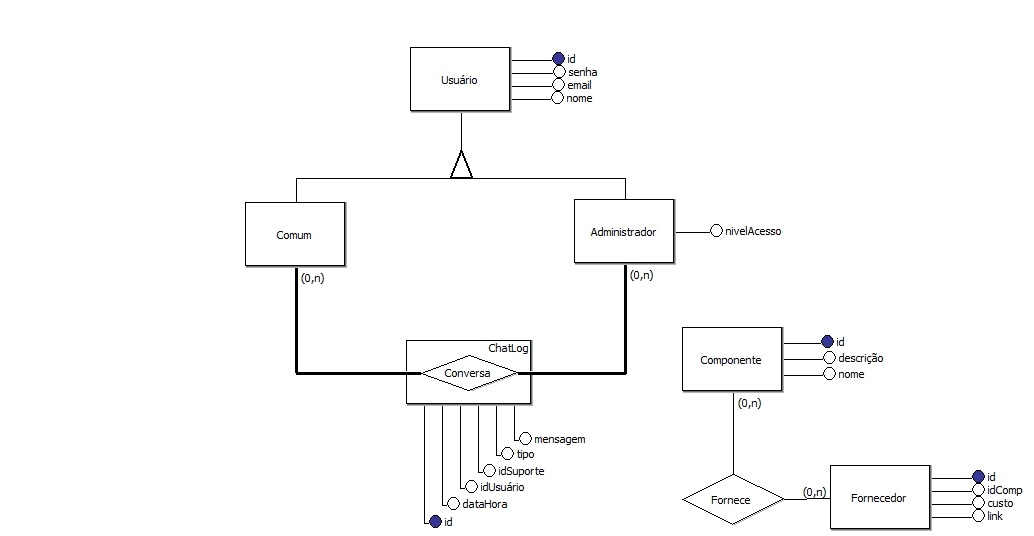 Usuário
id
senha
email
nome
Comum
Administrador
nivelAcesso
(0,n)
(0,n)
ChatLog
Conversa
mensagem
tipo
idSuporte
idUsuário
dataHora
id
Componente
id
descrição
nome
(0,n)
Fornece
(0,n)
Fornecedor
id
idComp
custo
link